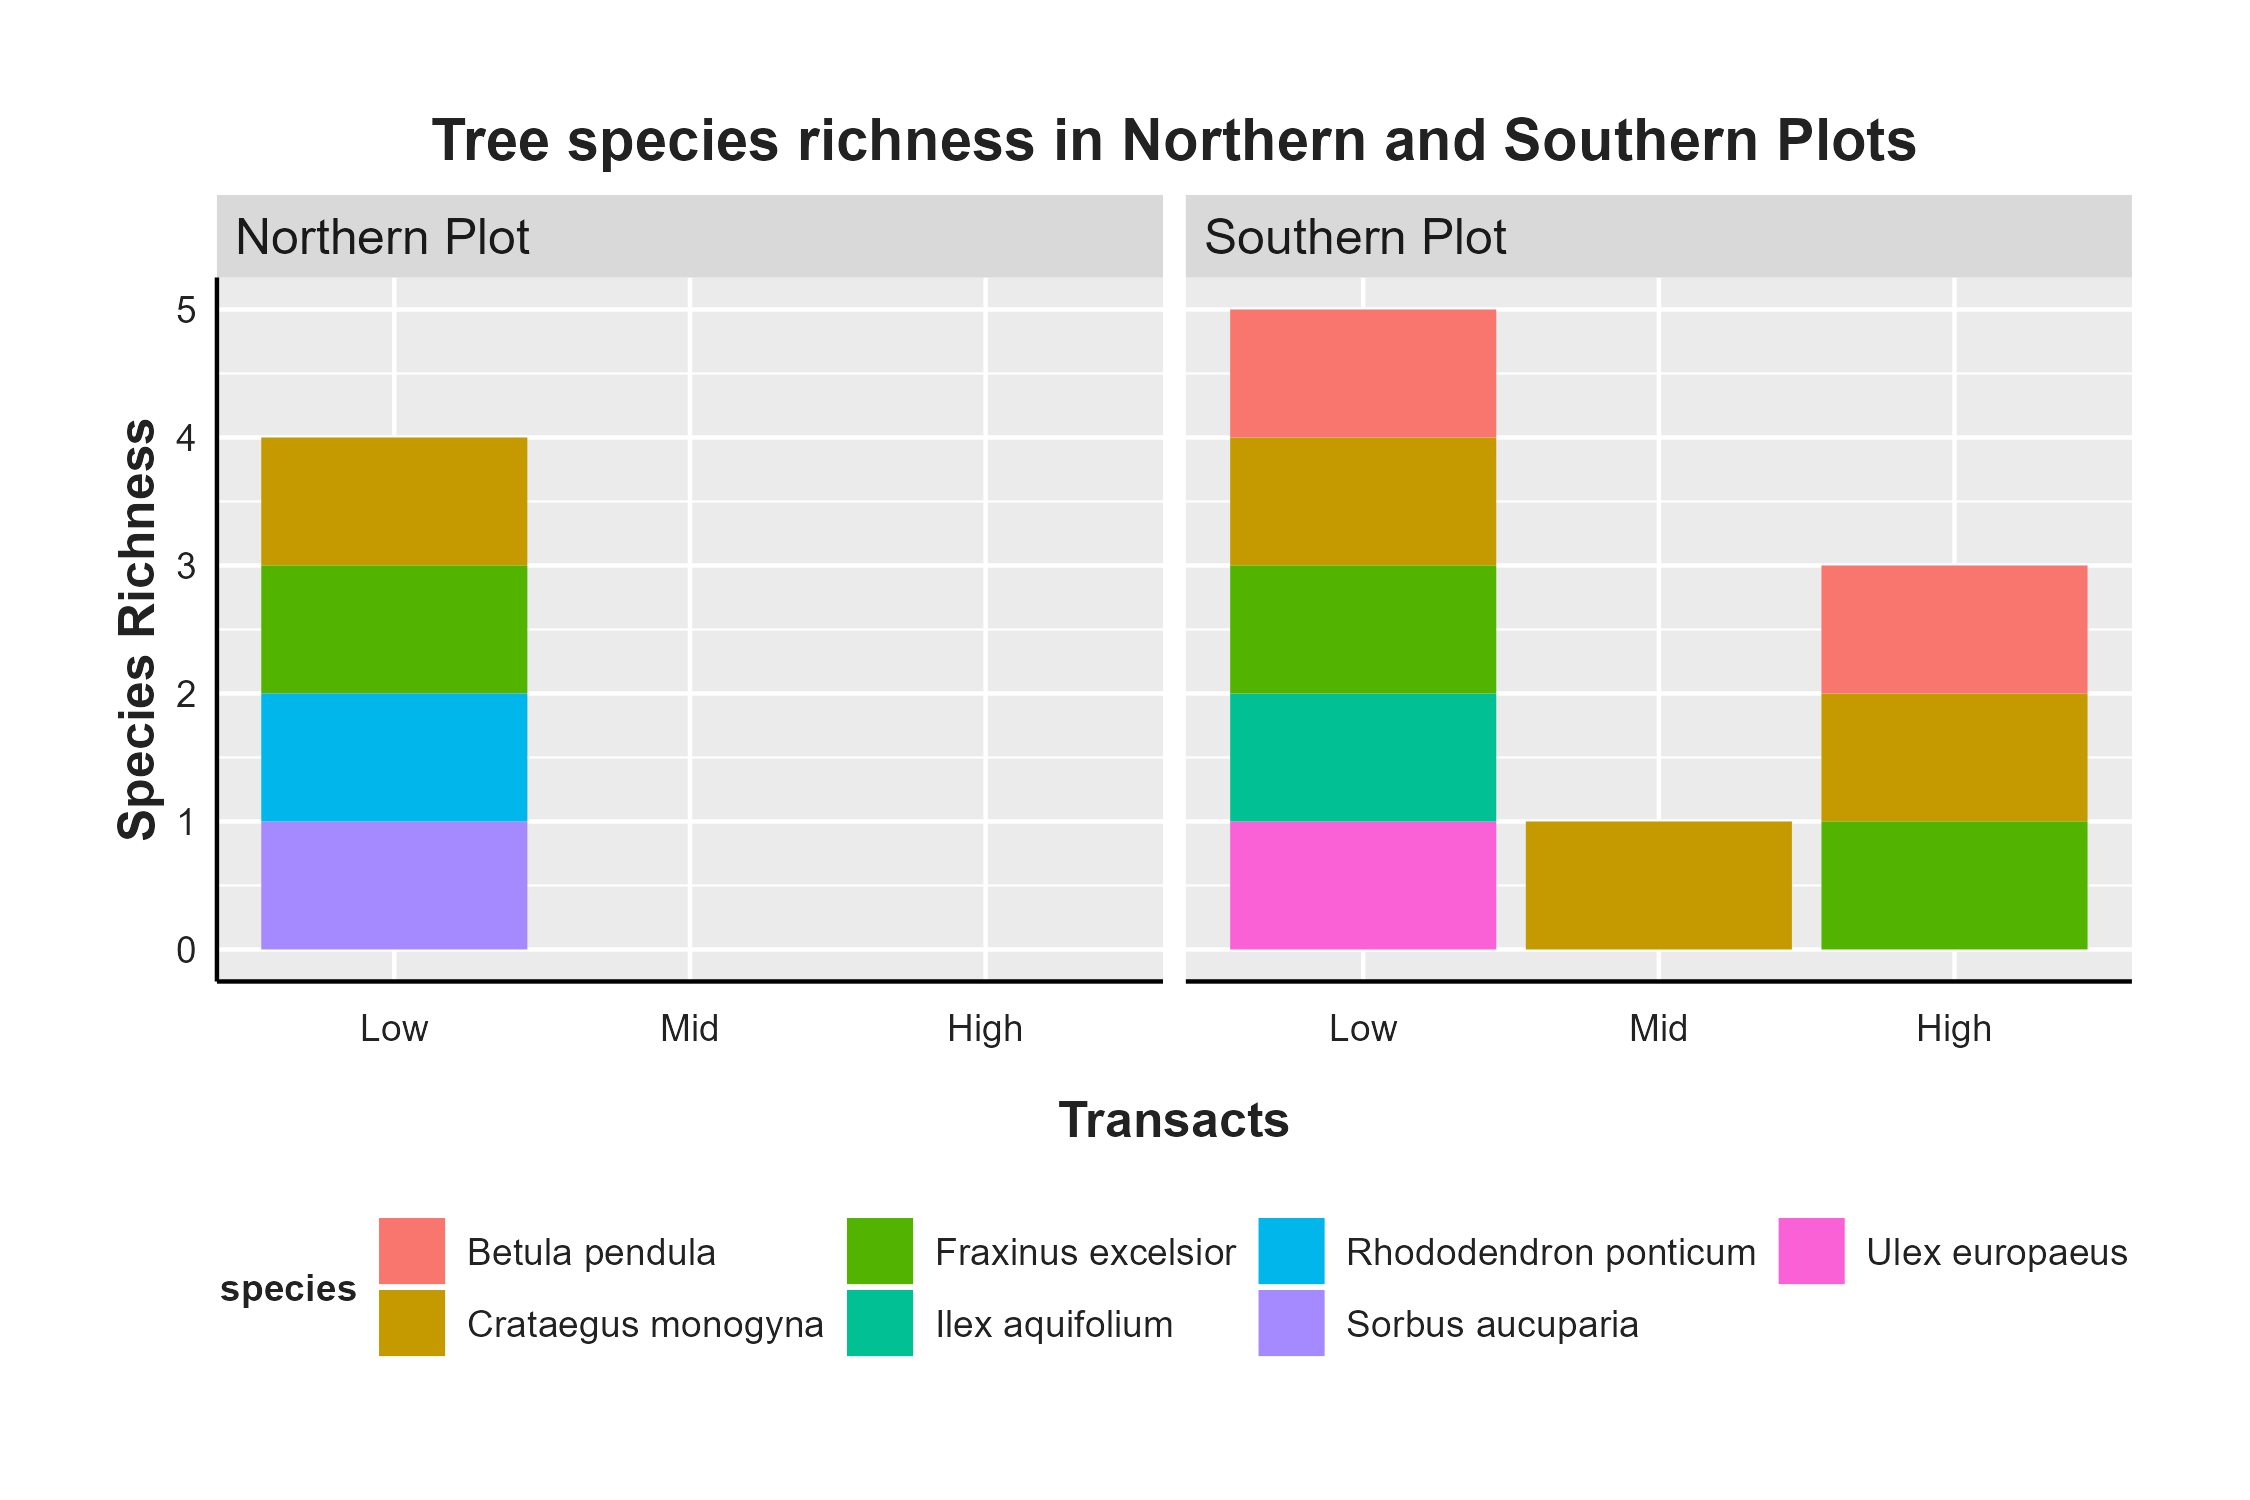 Tree species richness in Northern and Southern Plots
Northern Plot
Southern Plot
Species Richness
5
4
3
2
1
0
Low Mid High
Low Mid High
Transacts
species
Betula pendula
Crataegus monogyna
Fraxinus excelsior
Ilex aquifolium
Rhododendron ponticum
Sorbus aucuparia
Ulex europaeus